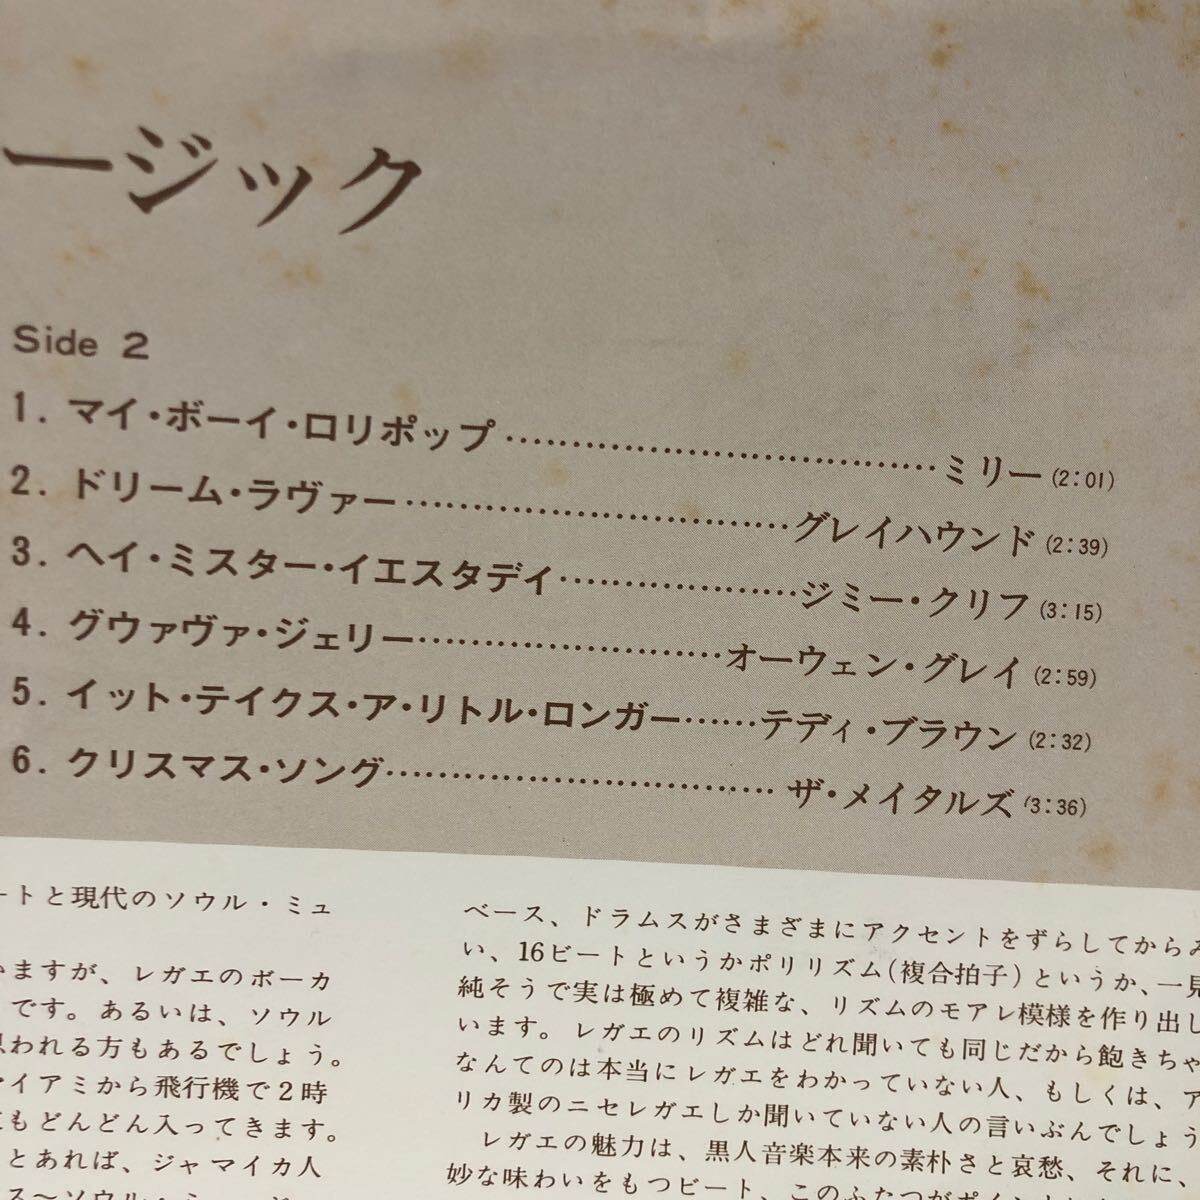 ージック
Side 2
1. マイ・ボーイ・ロリポップ………………………………ミリー(2:01)
2. ドリーム・ラヴァー……………………………グレイハウンド(2:39)
3. ヘイ・ミスター・イエスタデイ…………………ジミー・クリフ(3:15)
4. グウァヴァ・ジェリー………………………オーウェン・グレイ(2:59)
5. イット・テイクス・ア・リトル・ロンガー……テディ・ブラウン(2:32)
6. クリスマス・ソング……………………………ザ・メイタルズ(3:36)
ートと現代のソウル・ミュ
いますが、レガエのボーカ
うです。あるいは、ソウル
思われる方もあるでしょう。
マイアミから飛行機で2時
もどんどん入ってきます。
とあれば、ジャマイカ人
ス〜ソウル・ミュー
ベース、ドラムスがさまざまにアクセントをずらしてからみ
い、16ビートというかポリリズム(複合拍子)というか、一見
純そうで実は極めて複雑な、リズムのモアレ模様を作り出し
います。レガエのリズムはどれ聞いても同じだから飽きちゃ
なんてのは本当にレガエをわかっていない人、もしくは、ア
リカ製のニセレガエしか聞いていない人の言いぶんでしょう
レガエの魅力は、黒人音楽本来の素朴さと哀愁、それに、
妙な味わいをもつビート、このふたつがポイ